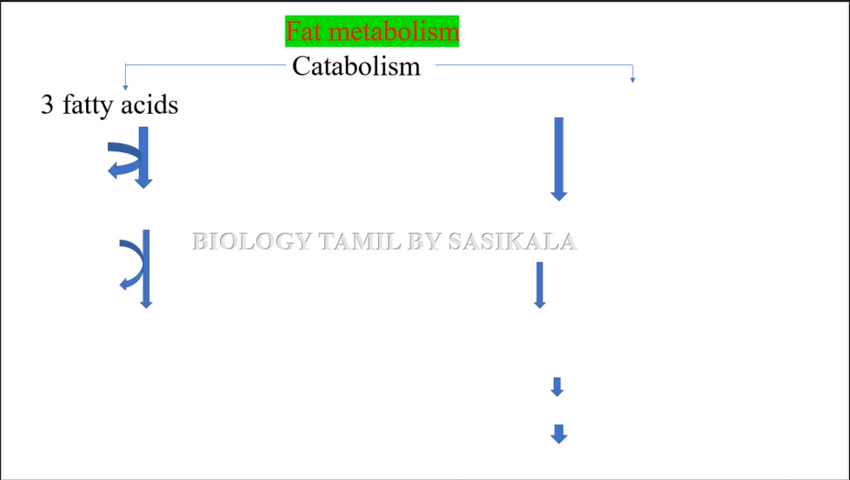 Fat metabolism
Catabolism
3 fatty acids
BIOLOGY TAMIL BY SASIKALA